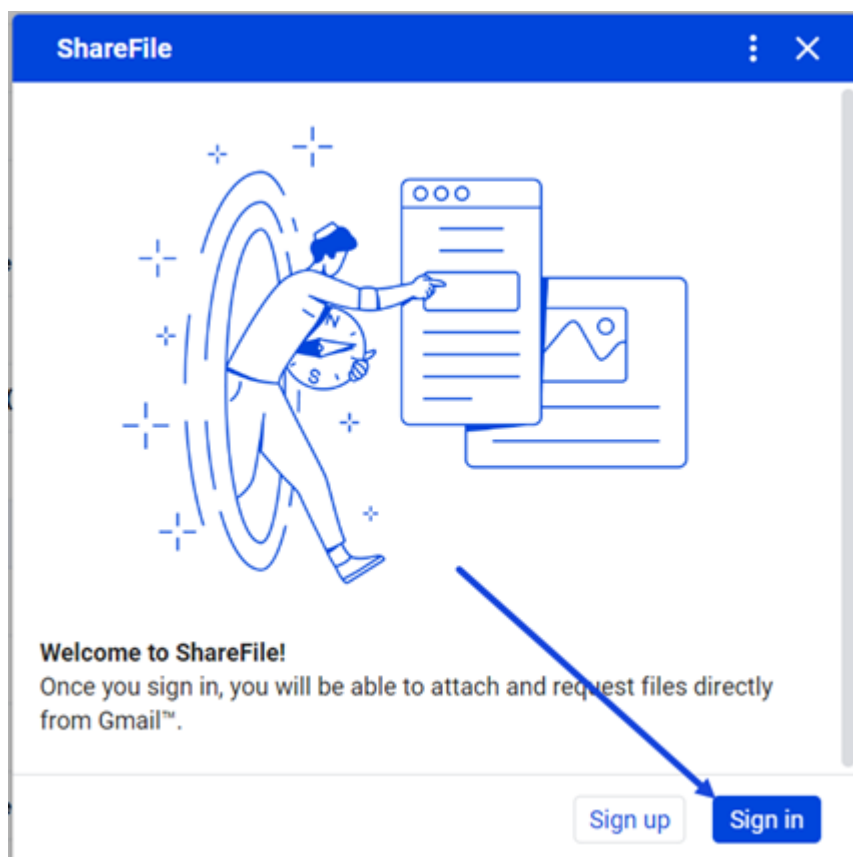 ShareFile
N
S
Welcome to ShareFile!
Once you sign in, you will be able to attach and request files directly
from Gmail™.
Sign up
Sign in